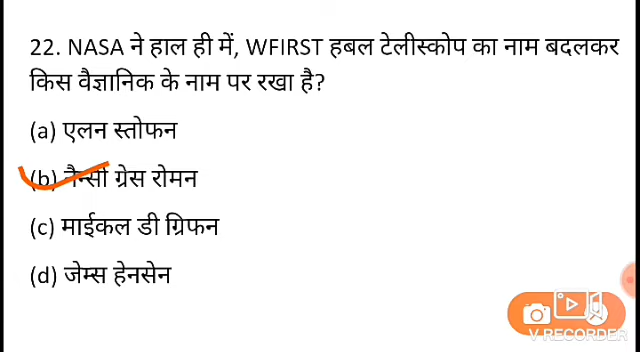 22. NASA ने हाल ही में, WFIRST हबल टेलीस्कोप का नाम बदलकर
किस वैज्ञानिक के नाम पर रखा है?
(a) एलन स्तोफन
(b) नैन्सी ग्रेस रोमन
(c) माईकल डी ग्रिफन
(d) जेम्स हेनसेन
V RECORDER